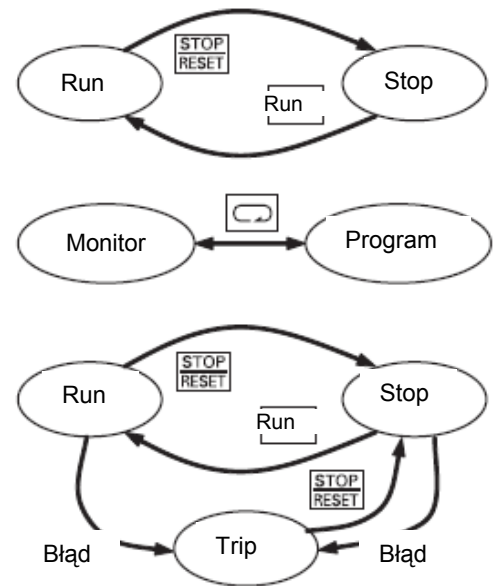 STOP
RESET
Run
Stop
Run
Monitor
Program
STOP
RESET
Run
Stop
Run
STOP
RESET
Trip
Błąd
Błąd